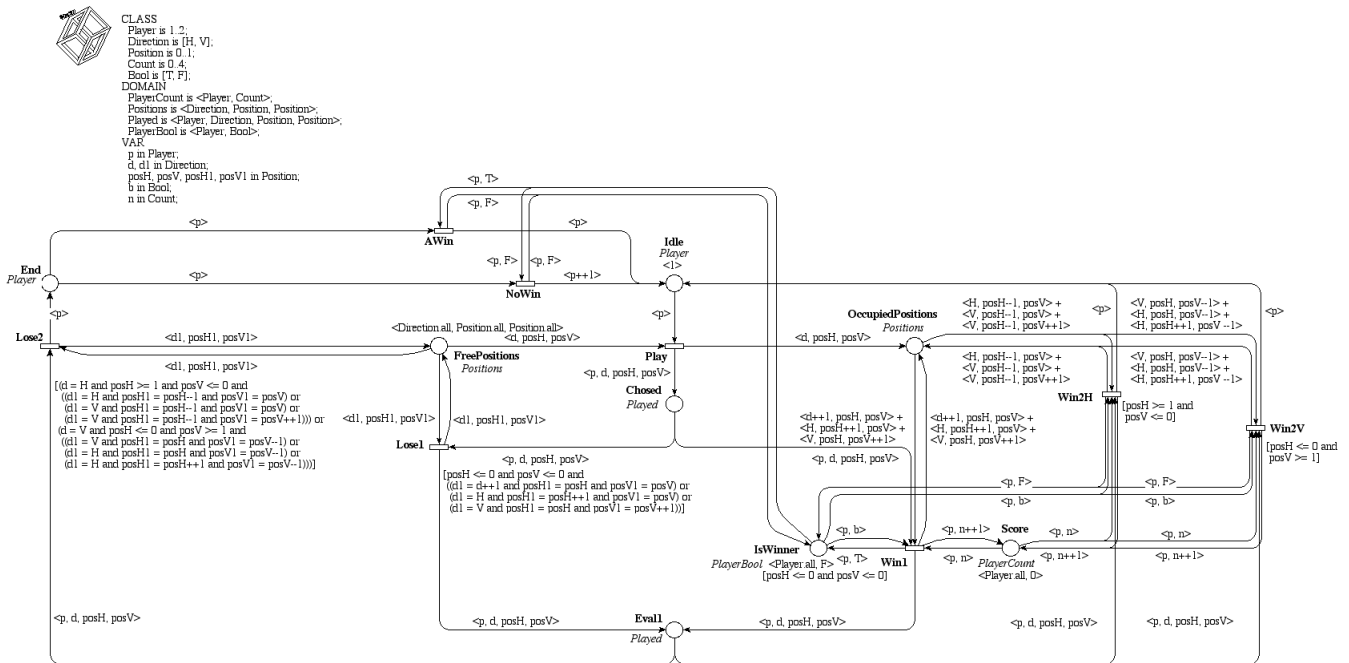 CLASS
Player is 1..2;
Direction is [H, V];
Position is 0..1;
Count is 0..4;
Bool is [T, F];
DOMAIN
PlayerCount is <Player, Count>;
Positions is <Direction, Position, Position>;
Played is <Player, Direction, Position, Position>;
PlayerBool is <Player, Bool>;
VAR
p in Player;
d, d1 in Direction;
posH, posV, posH1, posV1 in Position;
b in Bool;
n in Count;
<p, T>
<p, F>
<p>
<p>
AWin
Idle
Player
<1>
End
Player
<p>
<p, F>
<p, F>
<p++1>
NoWin
<p>
<p>
Lose2
<d1, posH1, posV1>
<d1, posH1, posV1>
<Direction.all, Position.all, Position.all>
<d, posH, posV>
FreePositions
Positions
Play
<d, posH, posV>
OccupiedPositions
Positions
<H, posH--1, posV> +
<V, posH--1, posV> +
<V, posH--1, posV++1>
<p>
<V, posH, posV--1> +
<H, posH, posV--1> +
<H, posH++1, posV --1>
<p>
<H, posH--1, posV> +
<V, posH--1, posV> +
<V, posH--1, posV++1>
<V, posH, posV--1> +
<H, posH, posV--1> +
<H, posH++1, posV --1>
<p, d, posH, posV>
Chosed
Played
[(d = H and posH >= 1 and posV <= 0 and
((d1 = H and posH1 = posH--1 and posV1 = posV) or
(d1 = V and posH1 = posH--1 and posV1 = posV) or
(d1 = V and posH1 = posH--1 and posV1 = posV++1))) or
(d = V and posH <= 0 and posV >= 1 and
((d1 = V and posH1 = posH and posV1 = posV--1) or
(d1 = H and posH1 = posH and posV1 = posV--1) or
(d1 = H and posH1 = posH++1 and posV1 = posV--1)))]
<d1, posH1, posV1>
<d1, posH1, posV1>
Lose1
<p, d, posH, posV>
[posH <= 0 and posV <= 0 and
((d1 = d++1 and posH1 = posH and posV1 = posV) or
(d1 = H and posH1 = posH++1 and posV1 = posV) or
(d1 = V and posH1 = posH and posV1 = posV++1))]
<d++1, posH, posV> +
<H, posH++1, posV> +
<V, posH, posV++1>
<p, d, posH, posV>
<d++1, posH, posV> +
<H, posH++1, posV> +
<V, posH, posV++1>
Win2H
[posH >= 1 and
posV <= 0]
Win2V
[posH <= 0 and
posV >= 1]
<p, F>
<p, b>
<p, F>
<p, b>
<p, b>
<p, T>
IsWinner
PlayerBool <Player.all, F>
[posH <= 0 and posV <= 0]
Win1
<p, n++1>
<p, n>
Score
PlayerCount
<Player.all, 0>
<p, n>
<p, n++1>
<p, n>
<p, n++1>
<p, d, posH, posV>
<p, d, posH, posV>
Eval1
Played
<p, d, posH, posV>
<p, d, posH, posV>
<p, d, posH, posV>